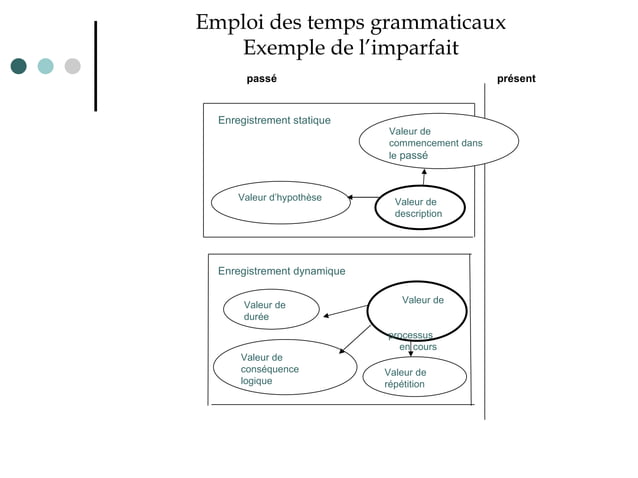 Emploi des temps grammaticaux
Exemple de l’imparfait
passé
présent
Enregistrement statique
Valeur de
commencement dans
le passé
Valeur d’hypothèse
Valeur de
description
Enregistrement dynamique
Valeur de
durée
Valeur de
processus
en cours
Valeur de
conséquence
logique
Valeur de
répétition